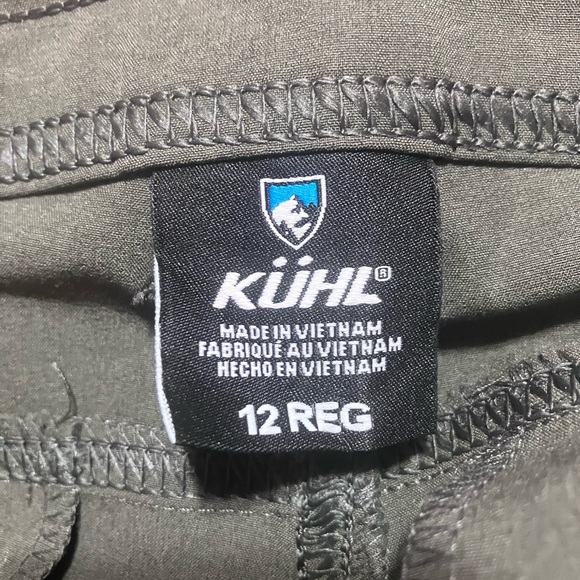 KÜHL®
MADE IN VIETNAM
FABRIQUÉ AU VIETNAM
HECHO EN VIETNAM
12 REG